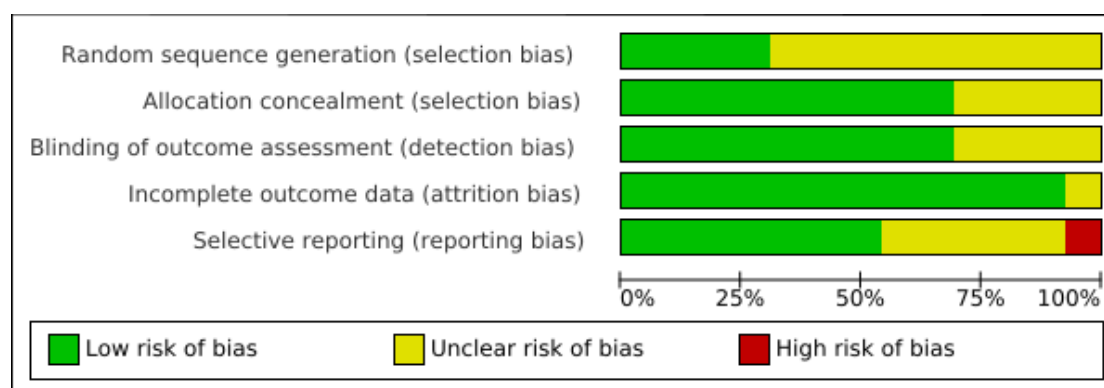 Random sequence generation (selection bias)
Allocation concealment (selection bias)
Blinding of outcome assessment (detection bias)
Incomplete outcome data (attrition bias)
Selective reporting (reporting bias)
0% 25% 50% 75% 100%
Low risk of bias Unclear risk of bias High risk of bias